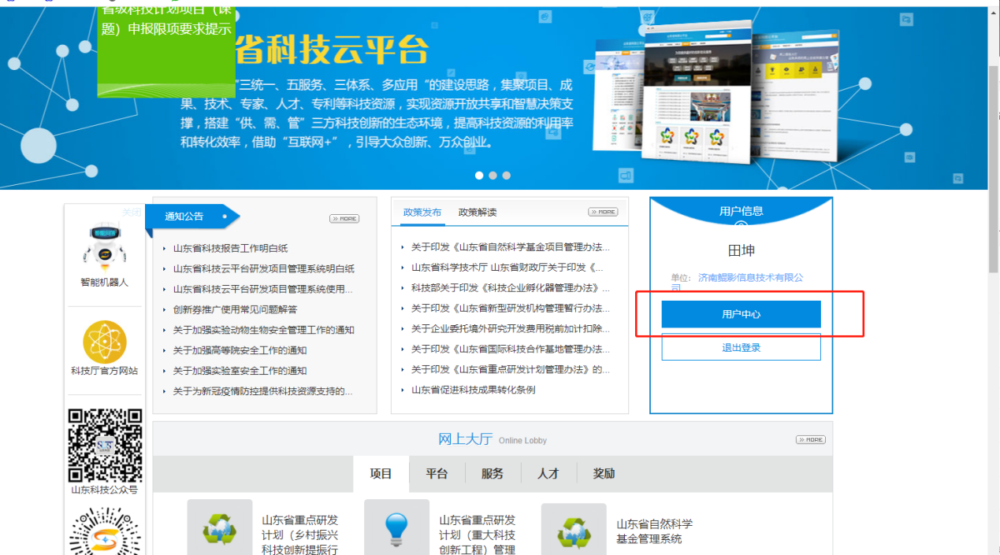 省级科技计划项目（课
题）申报限项要求提示
省科技云平台
“三统一、五服务、三体系、多应用“的建设思路，集聚项目、成
果、技术、专家、人才、专利等科技资源，实现资源开放共享和智慧决策支
撑，搭建“供、需、管”三方科技创新的生态环境，提高科技资源的利用率
和转化效率，借助“互联网+”，引导大众创新、万众创业。
关闭
智能问答
智能机器人
科技厅官方网站
山东科技公众号
通知公告
>> MORE
山东省科技报告工作明白纸
山东省科技云平台研发项目管理系统明白纸
山东省科技云平台研发项目管理系统使用...
创新券推广使用常见问题解答
关于加强实验动物生物安全管理工作的通知
关于加强高等院安全工作的通知
关于加强实验室安全工作的通知
关于为新冠疫情防控提供科技资源支持的...
政策发布 政策解读
>> MORE
关于印发《山东省自然科学基金项目管理办法...
山东省科学技术厅 山东省财政厅关于印发《...
科技部关于印发《科技企业孵化器管理办法》...
关于印发《山东省新型研发机构管理暂行办法...
关于企业委托境外研究开发费用税前加计扣除...
关于印发《山东省国际科技合作基地管理办法...
关于印发《山东省重点研发计划管理办法》的...
山东省促进科技成果转化条例
用户信息
田坤
单位： 济南鲲影信息技术有限公
司
用户中心
退出登录
网上大厅 Online Lobby
>> MORE
项目 平台 服务 人才 奖励
山东省重点研发
计划（乡村振兴
科技创新提振行
山东省重点研发
计划（重大科技
创新工程）管理
山东省自然科学
基金管理系统